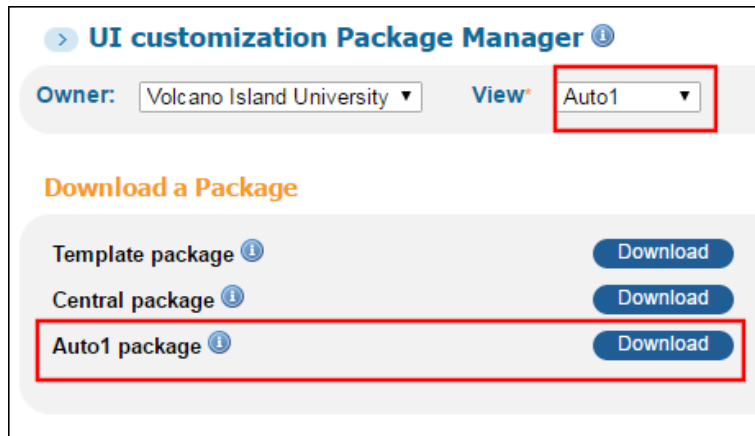 UI customization Package Manager
Owner: Volcano Island University View* Auto1
Download a Package
Template package Download
Central package Download
Auto1 package Download